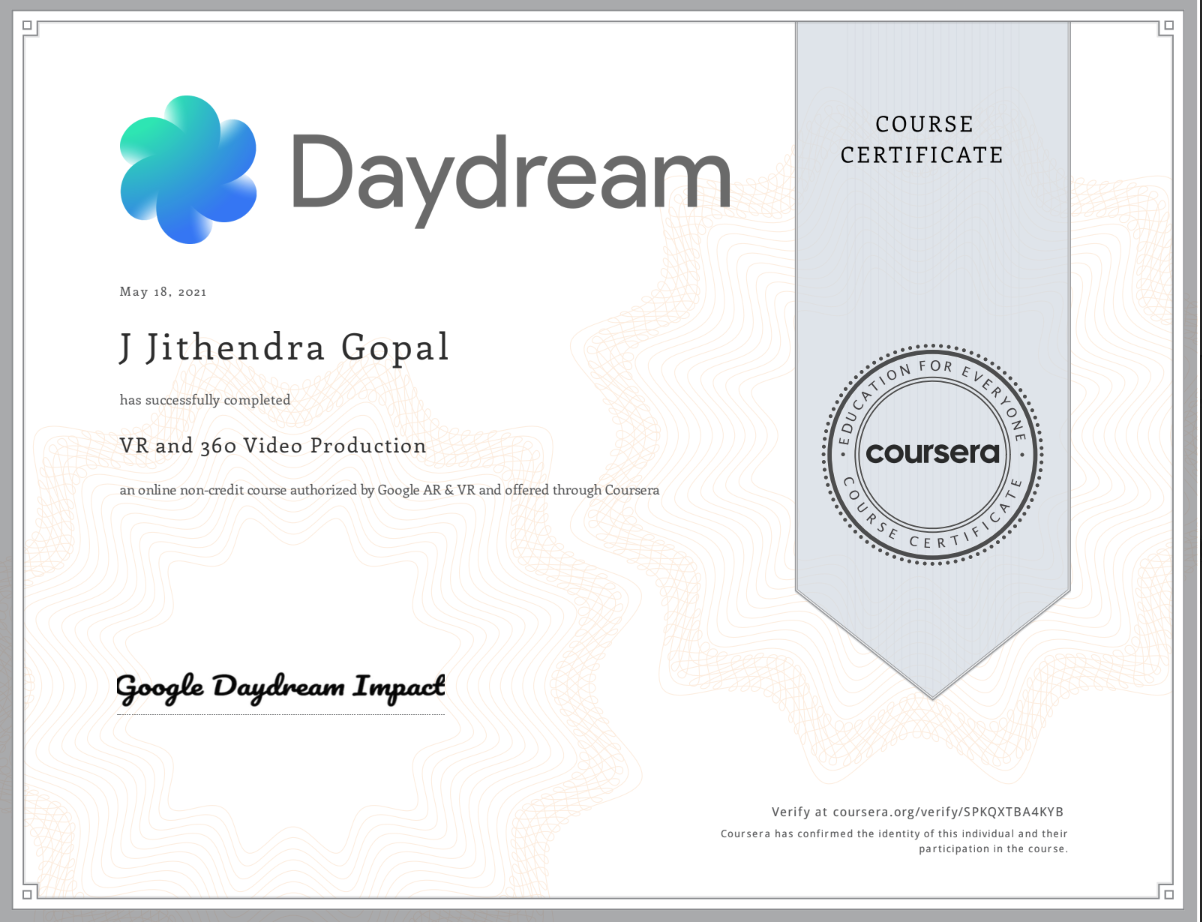 Daydream
COURSE
CERTIFICATE
May 18, 2021
J Jithendra Gopal
has successfully completed
VR and 360 Video Production
an online non-credit course authorized by Google AR & VR and offered through Coursera
EDUCATION FOR EVERYONE
coursera
COURSE CERTIFICATE
Google Daydream Impact
Verify at coursera.org/verify/SPKQXTBA4KYB
Coursera has confirmed the identity of this individual and their
participation in the course.